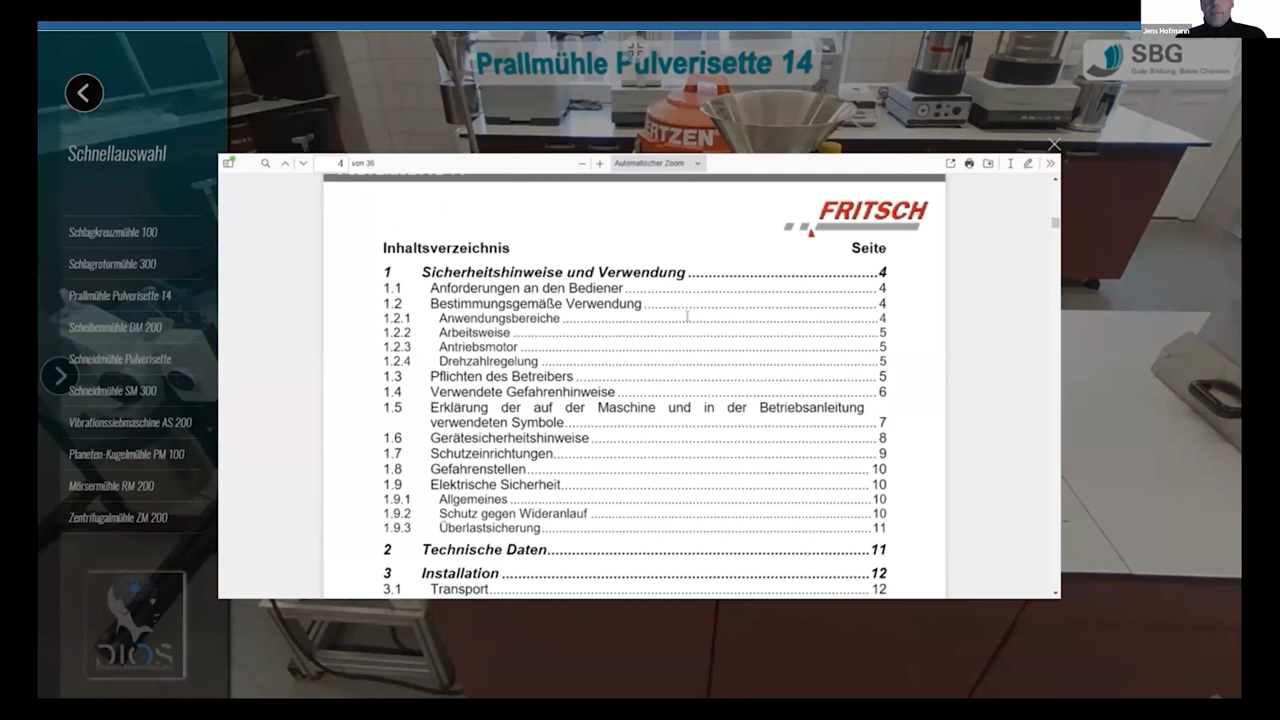 Jens Hofmann
Prallmühle Pulverisette 14
SBG
Gute Bildung. Beste Chancen.
ERTZEN
Schnellauswahl
Schlagkreuzmühle 100
Schlagrotormühle 300
Prallmühle Pulverisette 14
Scheibenmühle DM 200
Schneidmühle Pulverisette
Schneidmühle SM 300
Vibrationssiebmaschine AS 200
Planeten-Kugelmühle PM 100
Mörsermühle RM 200
Zentrifugalmühle ZM 200
DIOS
4 von 36
Automatischer Zoom
FRITSCH
Inhaltsverzeichnis Seite
1 Sicherheitshinweise und Verwendung 4
1.1 Anforderungen an den Bediener 4
1.2 Bestimmungsgemäße Verwendung 4
1.2.1 Anwendungsbereiche 4
1.2.2 Arbeitsweise 5
1.2.3 Antriebsmotor 5
1.2.4 Drehzahlregelung 5
1.3 Pflichten des Betreibers 5
1.4 Verwendete Gefahrenhinweise 6
1.5 Erklärung der auf der Maschine und in der Betriebsanleitung
verwendeten Symbole 7
1.6 Gerätesicherheitshinweise 8
1.7 Schutzeinrichtungen 9
1.8 Gefahrenstellen 10
1.9 Elektrische Sicherheit 10
1.9.1 Allgemeines 10
1.9.2 Schutz gegen Wideranlauf 10
1.9.3 Überlastsicherung 11
2 Technische Daten 11
3 Installation 12
3.1 Transport 12